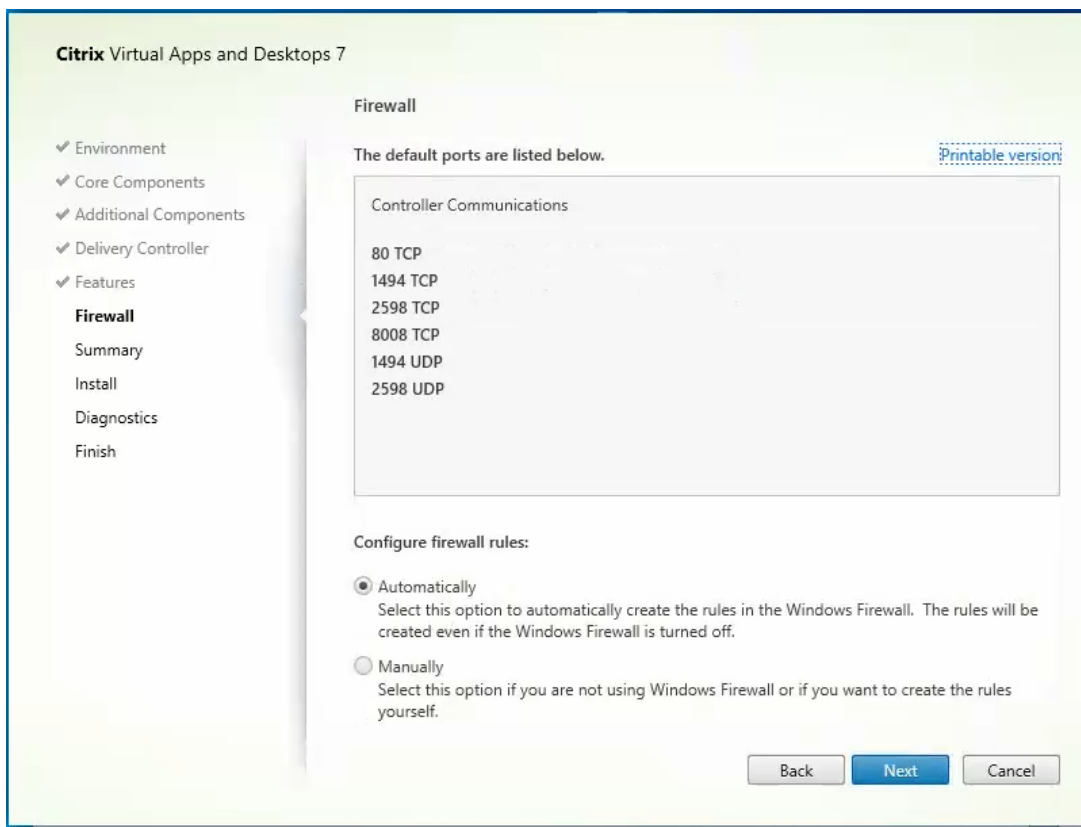 Citrix Virtual Apps and Desktops 7
Environment
Core Components
Additional Components
Delivery Controller
Features
Firewall
Summary
Install
Diagnostics
Finish
Firewall
The default ports are listed below.
Printable version
Controller Communications
80 TCP
1494 TCP
2598 TCP
8008 TCP
1494 UDP
2598 UDP
Configure firewall rules:
Automatically
Select this option to automatically create the rules in the Windows Firewall. The rules will be
created even if the Windows Firewall is turned off.
Manually
Select this option if you are not using Windows Firewall or if you want to create the rules
yourself.
Back
Next
Cancel